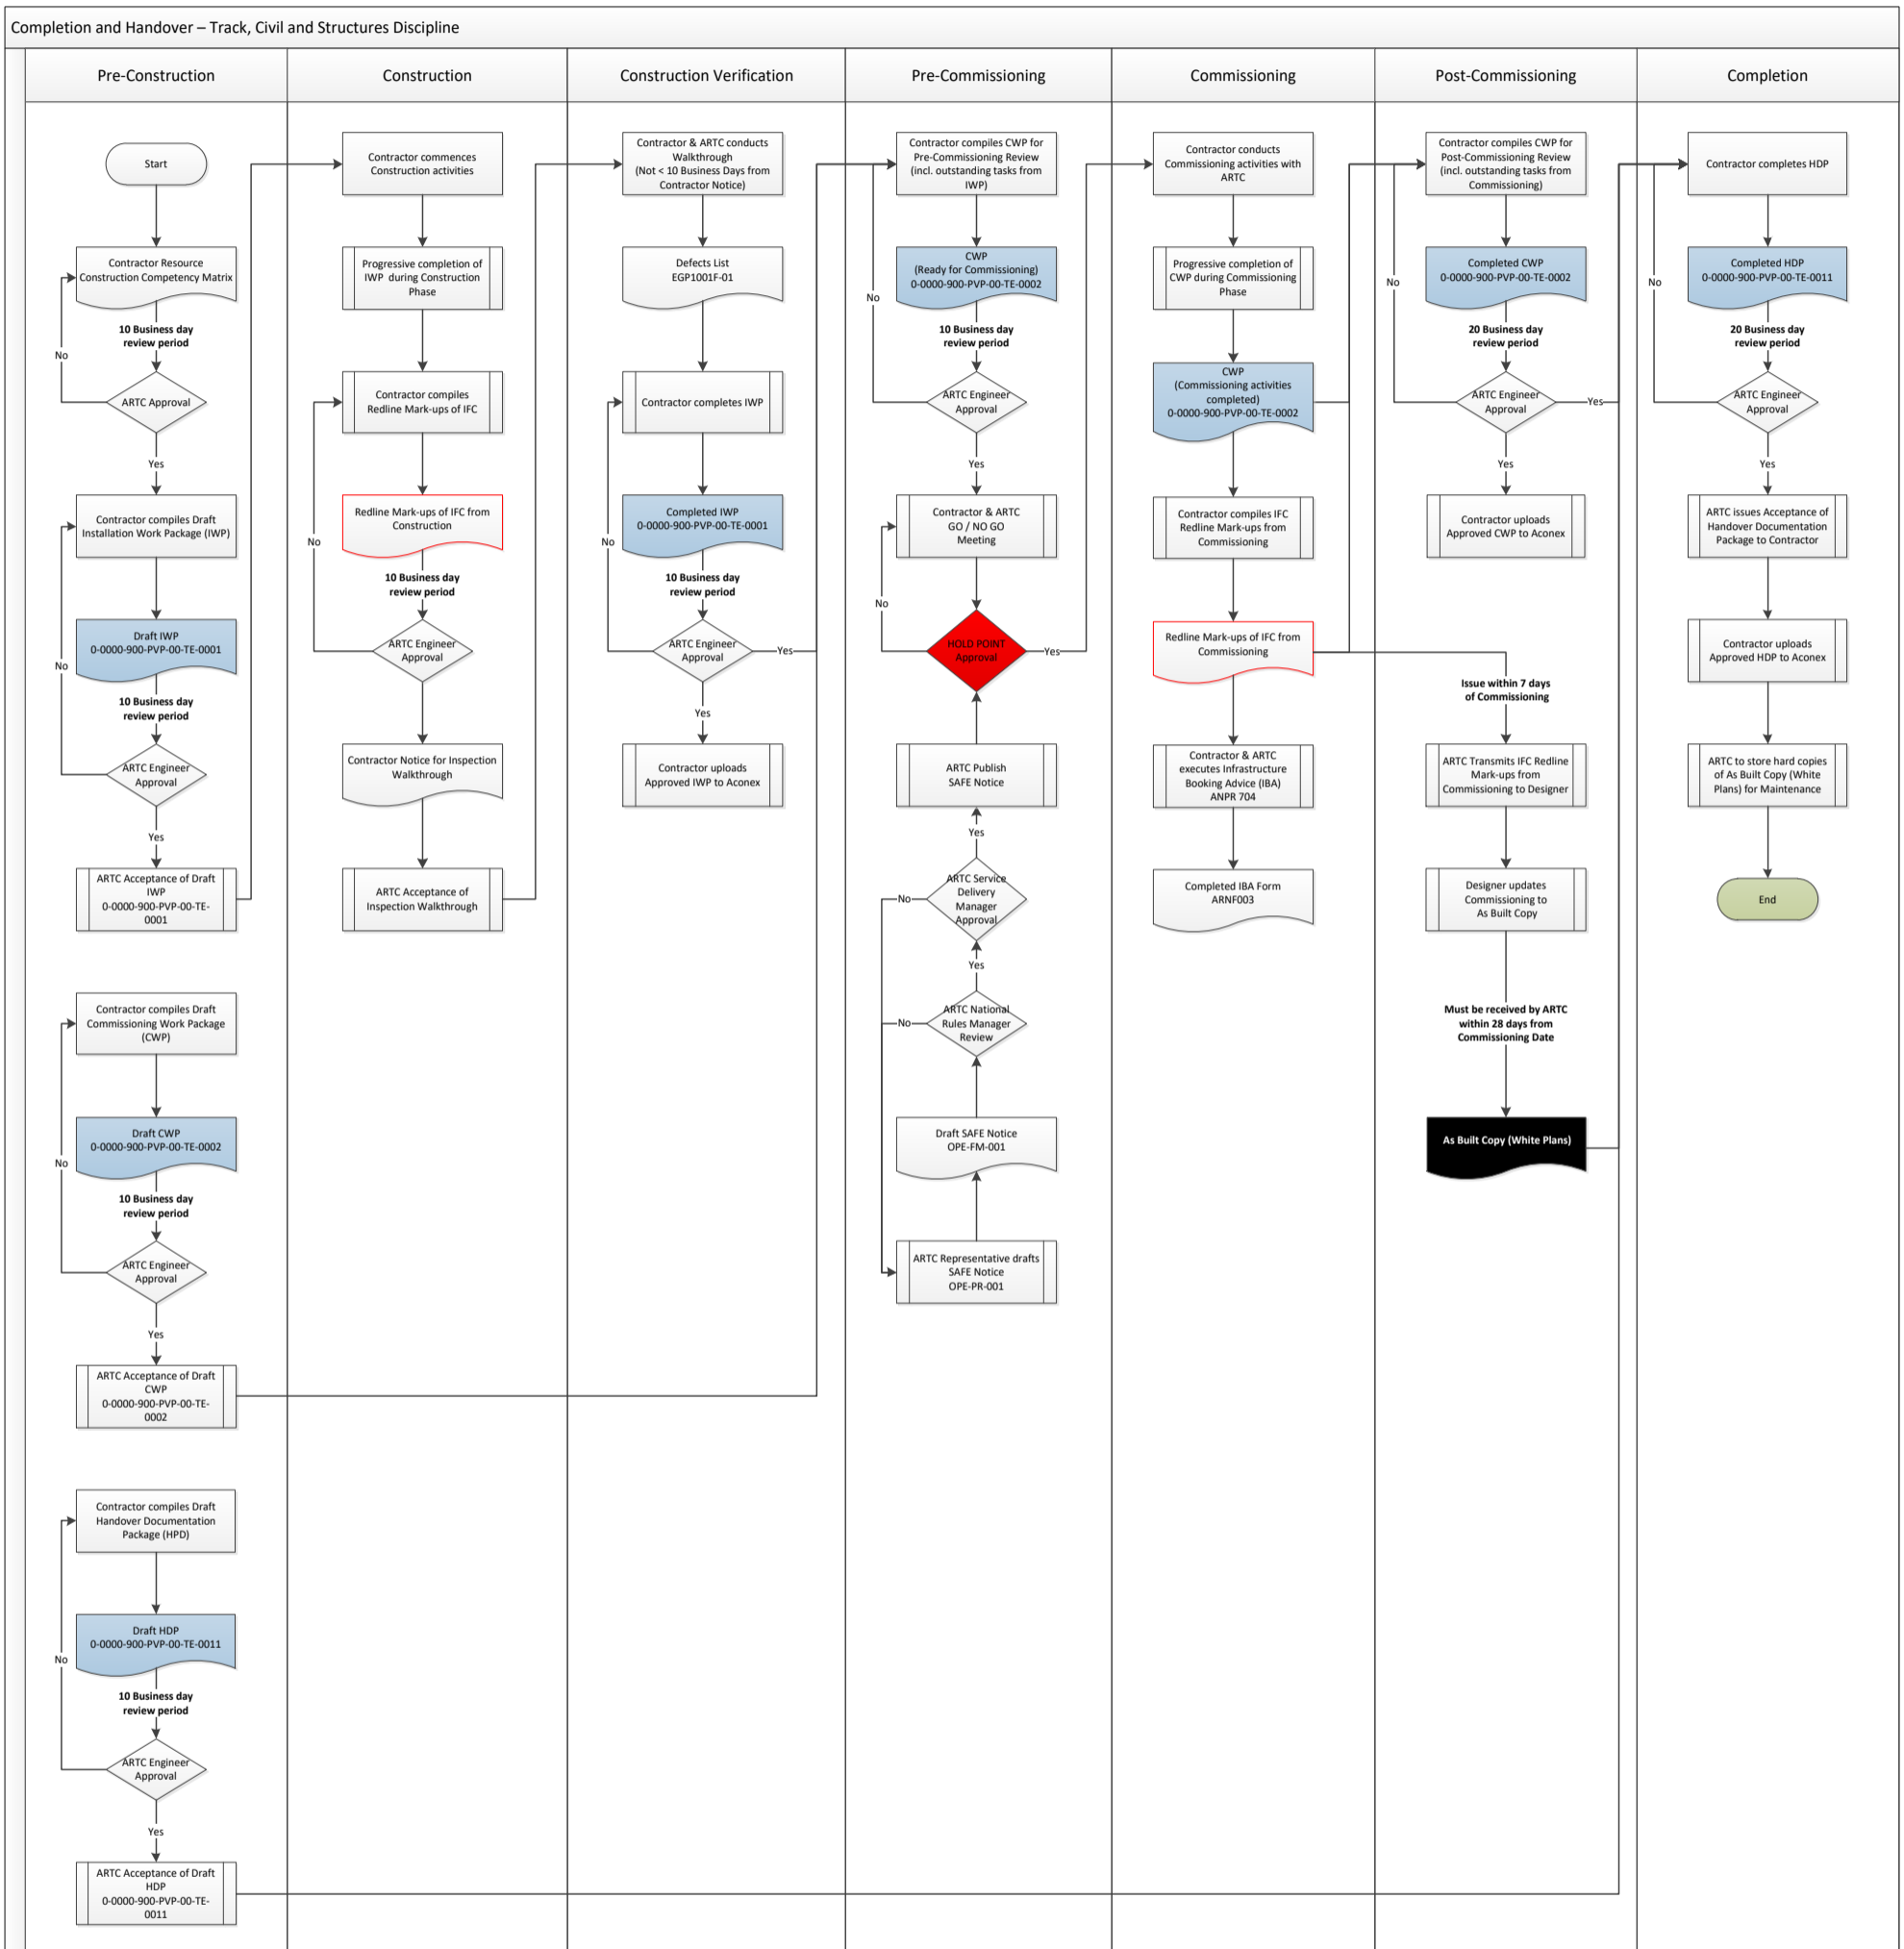 Completion and Handover – Track, Civil and Structures Discipline
Pre-Construction
Construction
Construction Verification
Pre-Commissioning
Commissioning
Post-Commissioning
Completion
Start
Contractor Resource
Construction Competency Matrix
10 Business day
review period
No
ARTC Approval
Yes
Contractor compiles Draft
Installation Work Package (IWP)
Draft IWP
0-0000-900-PVP-00-TE-0001
No
10 Business day
review period
ARTC Engineer
Approval
Yes
ARTC Acceptance of Draft
IWP
0-0000-900-PVP-00-TE-
0001
Contractor compiles Draft
Commissioning Work Package
(CWP)
Draft CWP
0-0000-900-PVP-00-TE-0002
No
10 Business day
review period
ARTC Engineer
Approval
Yes
ARTC Acceptance of Draft
CWP
0-0000-900-PVP-00-TE-
0002
Contractor compiles Draft
Handover Documentation
Package (HPD)
Draft HDP
0-0000-900-PVP-00-TE-0011
No
10 Business day
review period
ARTC Engineer
Approval
Yes
ARTC Acceptance of Draft
HDP
0-0000-900-PVP-00-TE-
0011
Contractor commences
Construction activities
Progressive completion of
IWP during Construction
Phase
Contractor compiles
Redline Mark-ups of IFC
Redline Mark-ups of IFC from
Construction
No
10 Business day
review period
ARTC Engineer
Approval
Contractor Notice for Inspection
Walkthrough
ARTC Acceptance of
Inspection Walkthrough
Contractor & ARTC conducts
Walkthrough
(Not < 10 Business Days from
Contractor Notice)
Defects List
EGP1001F-01
Contractor completes IWP
Completed IWP
0-0000-900-PVP-00-TE-0001
No
10 Business day
review period
ARTC Engineer
Approval
Yes
Yes
Contractor uploads
Approved IWP to Aconex
Contractor compiles CWP for
Pre-Commissioning Review
(incl. outstanding tasks from
IWP)
CWP
(Ready for Commissioning)
0-0000-900-PVP-00-TE-0002
No
10 Business day
review period
ARTC Engineer
Approval
Yes
Contractor & ARTC
GO / NO GO
Meeting
No
HOLD POINT
Approval
Yes
ARTC Publish
SAFE Notice
Yes
ARTC Service
Delivery
Manager
Approval
No
Yes
ARTC National
Rules Manager
Review
No
Draft SAFE Notice
OPE-FM-001
ARTC Representative drafts
SAFE Notice
OPE-PR-001
Contractor conducts
Commissioning activities with
ARTC
Progressive completion of
CWP during Commissioning
Phase
CWP
(Commissioning activities
completed)
0-0000-900-PVP-00-TE-0002
Contractor compiles IFC
Redline Mark-ups from
Commissioning
Redline Mark-ups of IFC from
Commissioning
Contractor & ARTC
executes Infrastructure
Booking Advice (IBA)
ANPR 704
Completed IBA Form
ARNF003
Contractor compiles CWP for
Post-Commissioning Review
(incl. outstanding tasks from
Commissioning)
Completed CWP
0-0000-900-PVP-00-TE-0002
No
20 Business day
review period
ARTC Engineer
Approval
Yes
Yes
Contractor uploads
Approved CWP to Aconex
Issue within 7 days
of Commissioning
ARTC Transmits IFC Redline
Mark-ups from
Commissioning to Designer
Designer updates
Commissioning to
As Built Copy
Must be received by ARTC
within 28 days from
Commissioning Date
As Built Copy (White Plans)
Contractor completes HDP
Completed HDP
0-0000-900-PVP-00-TE-0011
No
20 Business day
review period
ARTC Engineer
Approval
Yes
ARTC issues Acceptance of
Handover Documentation
Package to Contractor
Contractor uploads
Approved HDP to Aconex
ARTC to store hard copies
of As Built Copy (White
Plans) for Maintenance
End